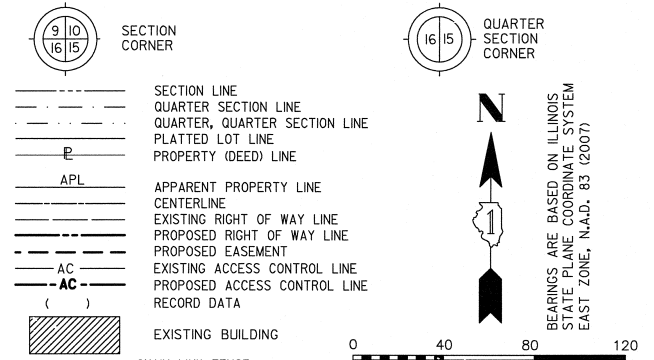 9 10
16 15
SECTION
CORNER
16 15
QUARTER
SECTION
CORNER
SECTION LINE
QUARTER SECTION LINE
QUARTER, QUARTER SECTION LINE
PLATTED LOT LINE
PL PROPERTY (DEED) LINE
APL APPARENT PROPERTY LINE
CENTERLINE
EXISTING RIGHT OF WAY LINE
PROPOSED RIGHT OF WAY LINE
PROPOSED EASEMENT
AC EXISTING ACCESS CONTROL LINE
AC PROPOSED ACCESS CONTROL LINE
( ) RECORD DATA
EXISTING BUILDING
N
1
BEARINGS ARE BASED ON ILLINOIS
STATE PLANE COORDINATE SYSTEM
EAST ZONE, N.A.D. 83 (2007)
0 40 80 120